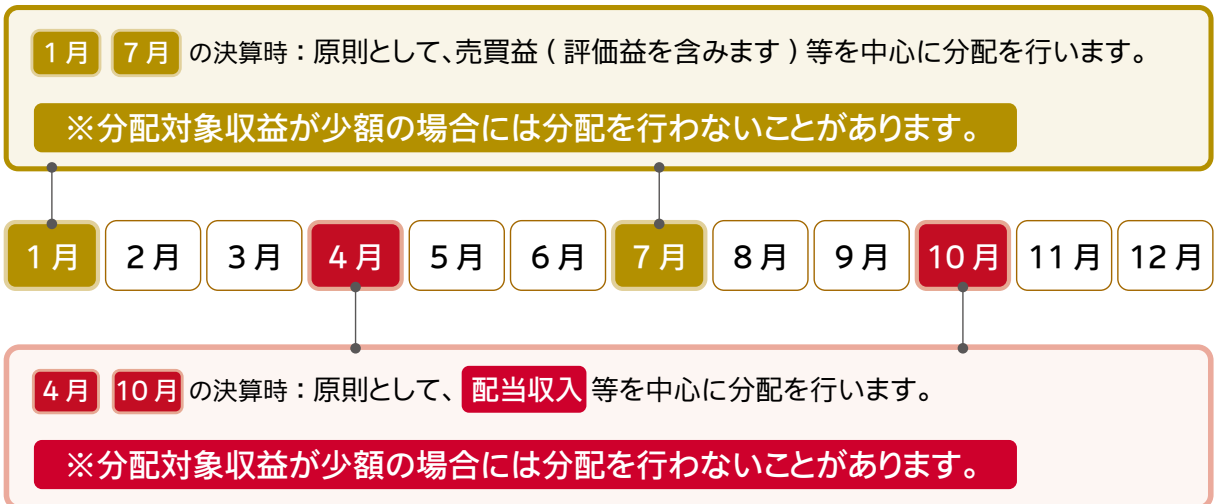 1月 7月 の決算時：原則として、売買益(評価益を含みます)等を中心に分配を行います。
※分配対象収益が少額の場合には分配を行わないことがあります。
1月 2月 3月 4月 5月 6月 7月 8月 9月 10月 11月 12月
4月 10月 の決算時：原則として、配当収入等を中心に分配を行います。
※分配対象収益が少額の場合には分配を行わないことがあります。